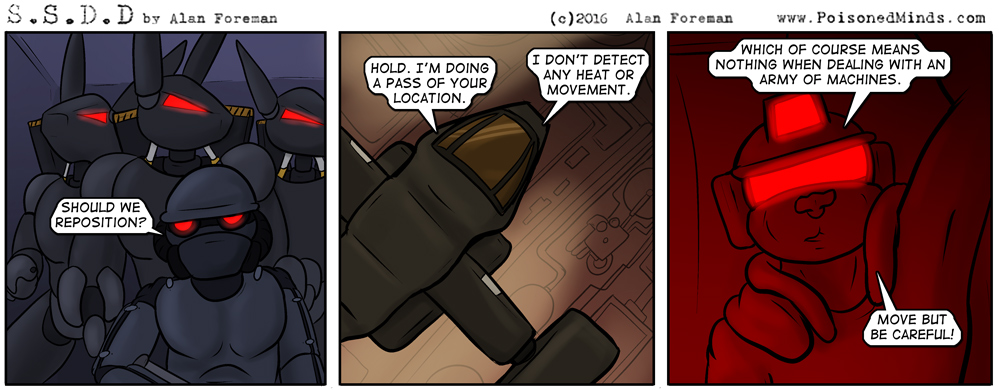 S.S.D.D by Alan Foreman (c)2016 Alan Foreman www.PoisonedMinds.com
SHOULD WE
REPOSITION?
HOLD. I'M DOING
A PASS OF YOUR
LOCATION.
I DON'T DETECT
ANY HEAT OR
MOVEMENT.
WHICH OF COURSE MEANS
NOTHING WHEN DEALING WITH AN
ARMY OF MACHINES.
MOVE BUT
BE CAREFUL!